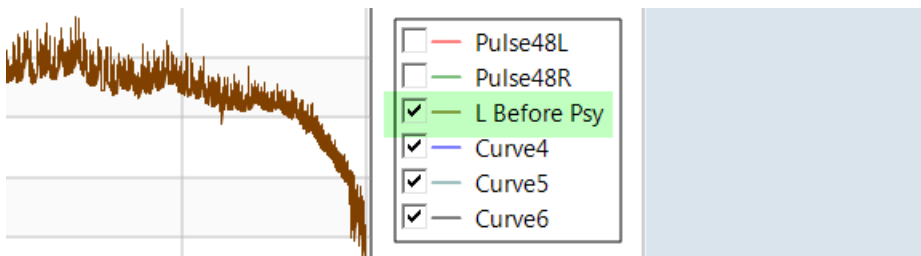 Pulse48L
Pulse48R
L Before Psy
Curve4
Curve5
Curve6